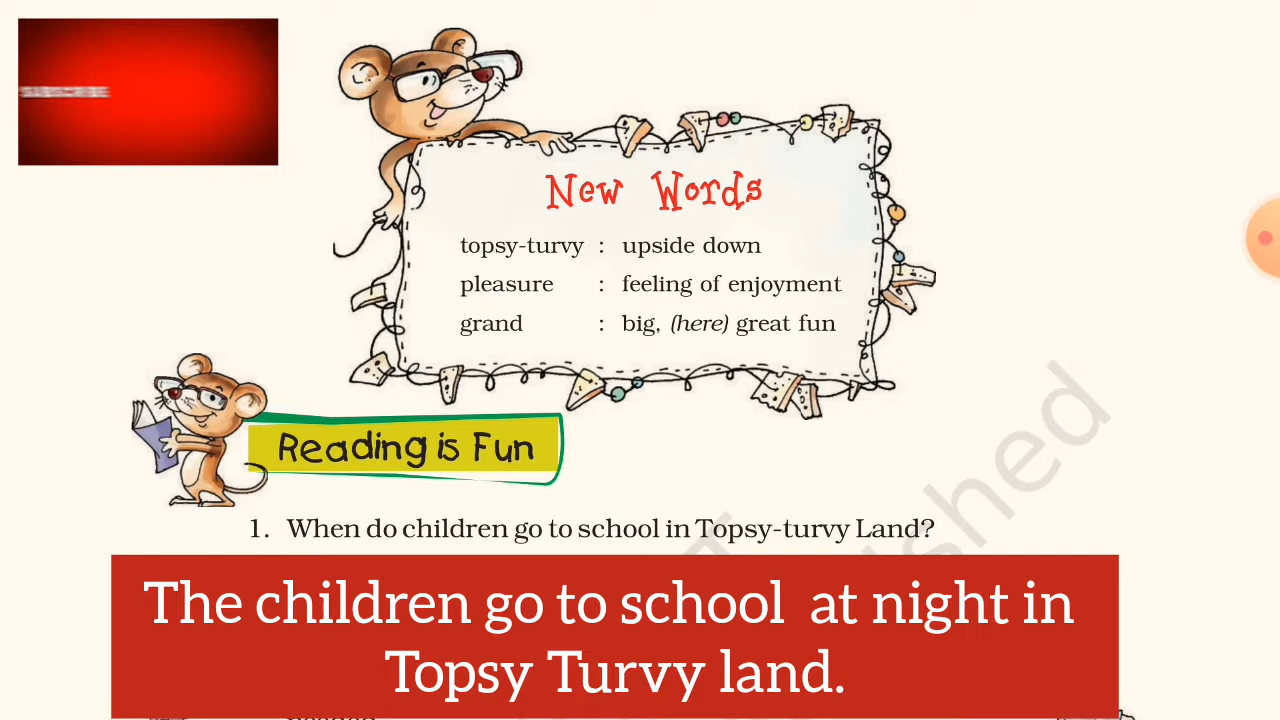 SUBSCRIBE
New Words
topsy-turvy : upside down
pleasure : feeling of enjoyment
grand : big, (here) great fun
Reading is Fun
1. When do children go to school in Topsy-turvy Land?
The children go to school at night in
Topsy Turvy land.